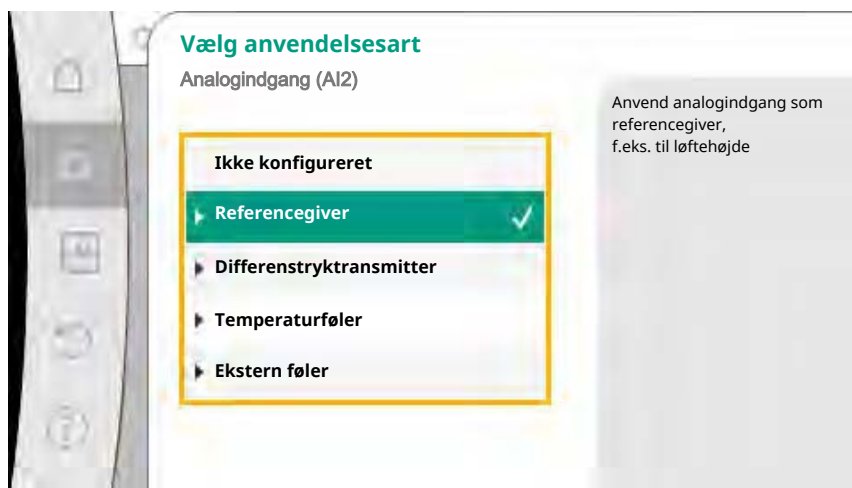 Vælg anvendelsesart
Analogindgang (AI2)
Ikke konfigureret
Referencegiver
Differenstryktransmitter
Temperaturføler
Ekstern føler
Anvend analogindgang som
referencegiver,
f.eks. til løftehøjde